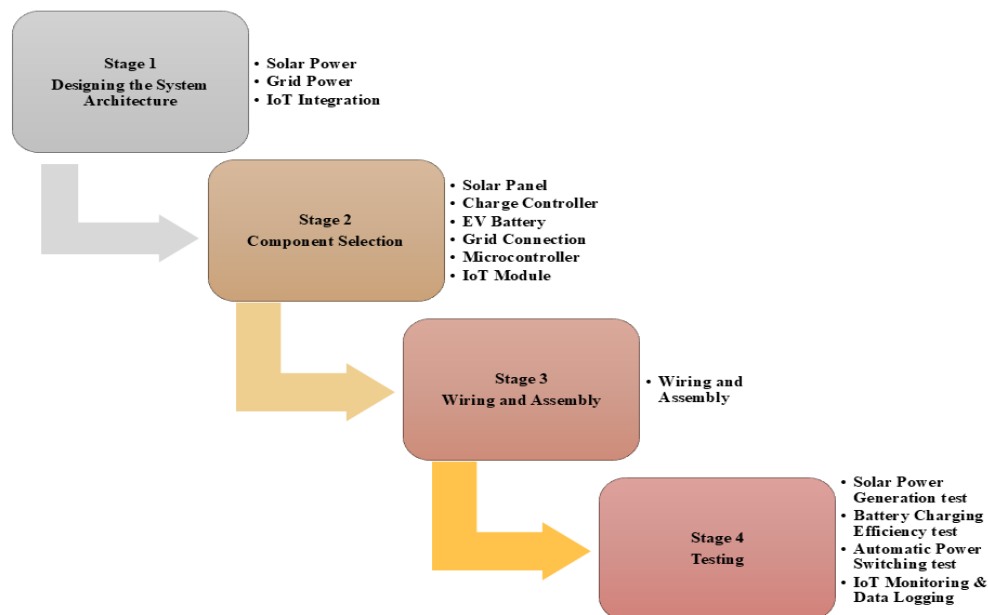 Stage 1
Designing the System
Architecture
• Solar Power
• Grid Power
• IoT Integration
Stage 2
Component Selection
• Solar Panel
• Charge Controller
• EV Battery
• Grid Connection
• Microcontroller
• IoT Module
Stage 3
Wiring and Assembly
• Wiring and
Assembly
Stage 4
Testing
• Solar Power
Generation test
• Battery Charging
Efficiency test
• Automatic Power
Switching test
• IoT Monitoring &
Data Logging